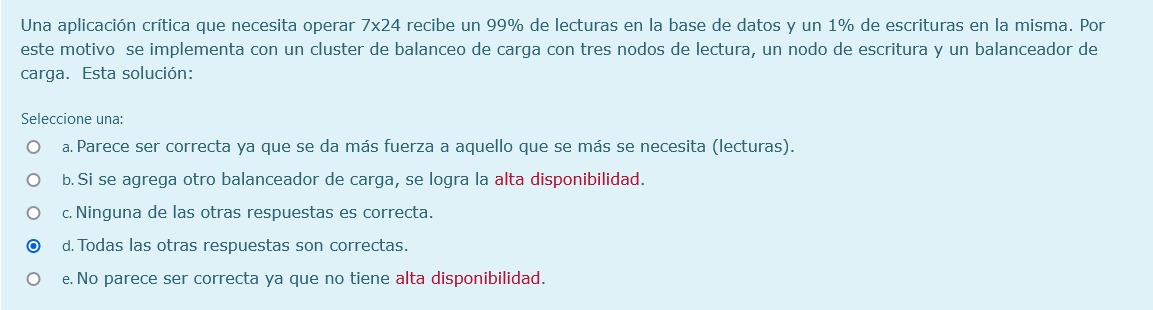 Una aplicación crítica que necesita operar 7x24 recibe un 99% de lecturas en la base de datos y un 1% de escrituras en la misma. Por
este motivo se implementa con un cluster de balanceo de carga con tres nodos de lectura, un nodo de escritura y un balanceador de
carga. Esta solución:
Seleccione una:
a. Parece ser correcta ya que se da más fuerza a aquello que se más se necesita (lecturas).
b. Si se agrega otro balanceador de carga, se logra la alta disponibilidad.
c. Ninguna de las otras respuestas es correcta.
d. Todas las otras respuestas son correctas.
e. No parece ser correcta ya que no tiene alta disponibilidad.